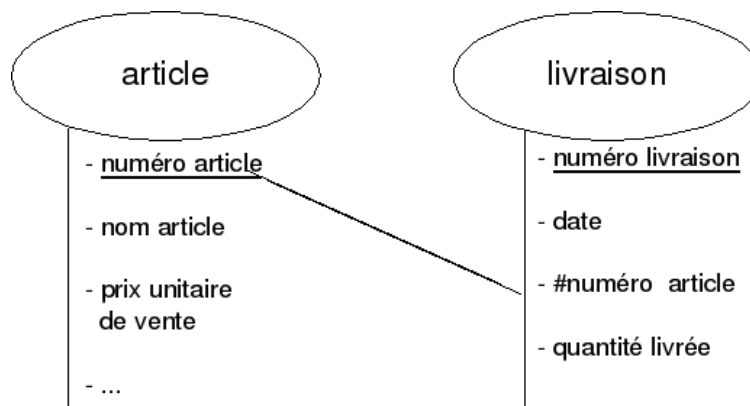 article
- numéro article
- nom article
- prix unitaire
de vente
- ...
livraison
- numéro livraison
- date
- #numéro article
- quantité livrée